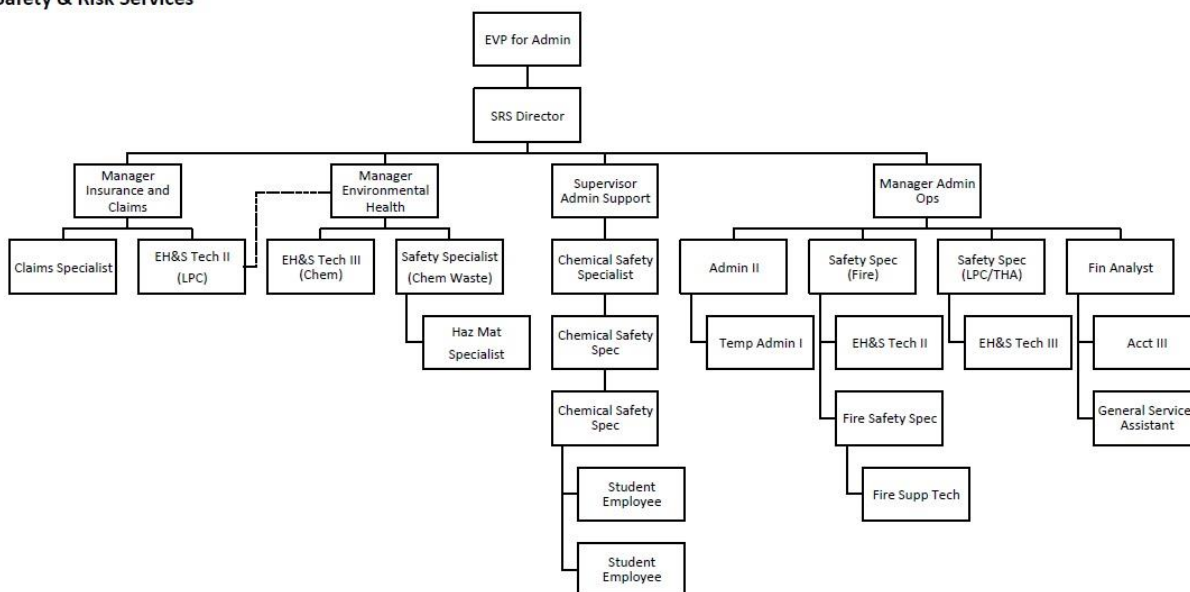 Safety & Risk Services
EVP for Admin
SRS Director
Manager
Insurance and
Claims
Manager
Environmental
Health
Supervisor
Admin Support
Manager Admin
Ops
Claims Specialist
EH&S Tech II
(LPC)
EH&S Tech III
(Chem)
Safety Specialist
(Chem Waste)
Chemical Safety
Specialist
Admin II
Safety Spec
(Fire)
Safety Spec
(LPC/THA)
Fin Analyst
Haz Mat
Specialist
Chemical Safety
Spec
Temp Admin I
EH&S Tech II
EH&S Tech III
Acct III
Chemical Safety
Spec
Fire Safety Spec
General Service
Assistant
Student
Employee
Fire Supp Tech
Student
Employee